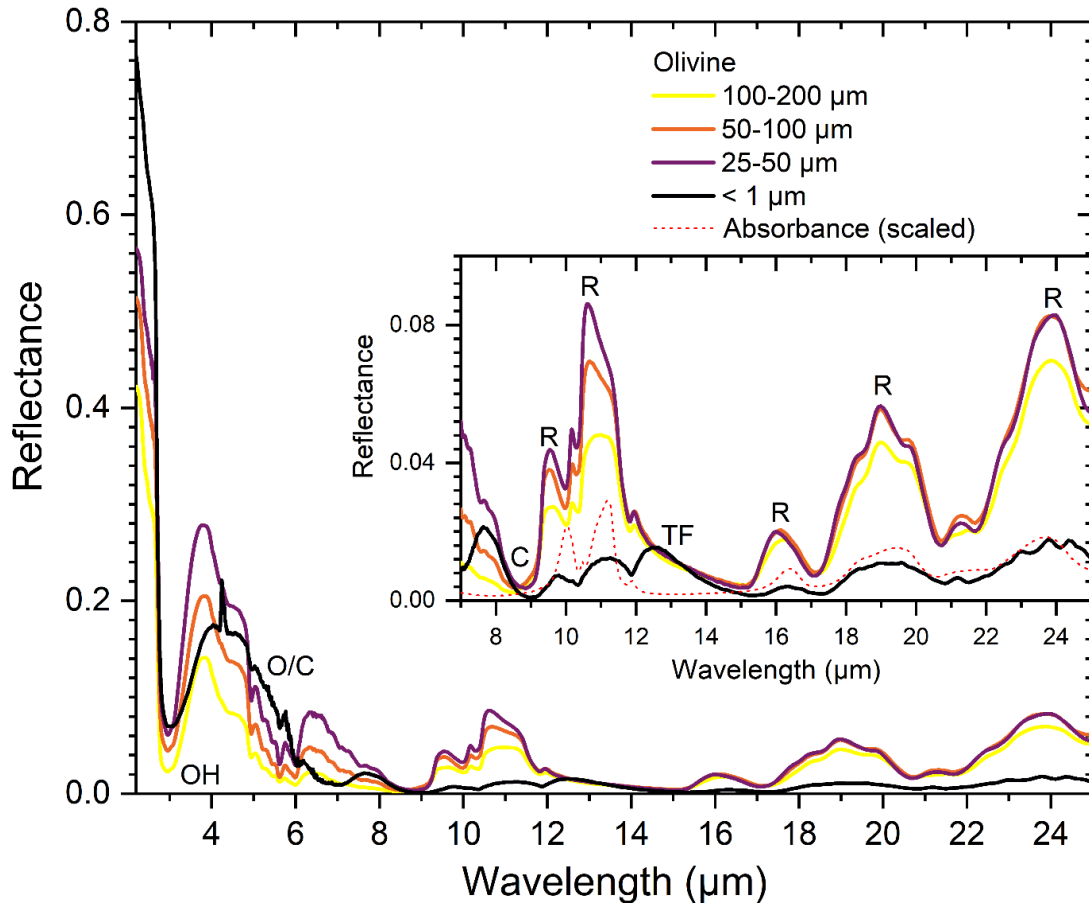 0.8
Olivine
100-200 µm
50-100 µm
25-50 µm
< 1 µm
Absorbance (scaled)
0.6
0.4
0.2
0.0
Reflectance
OH
O/C
0.08
0.04
0.00
Reflectance
R
R
C
TF
R
R
R
8 10 12 14 16 18 20 22 24
Wavelength (µm)
4 6 8 10 12 14 16 18 20 22 24
Wavelength (µm)